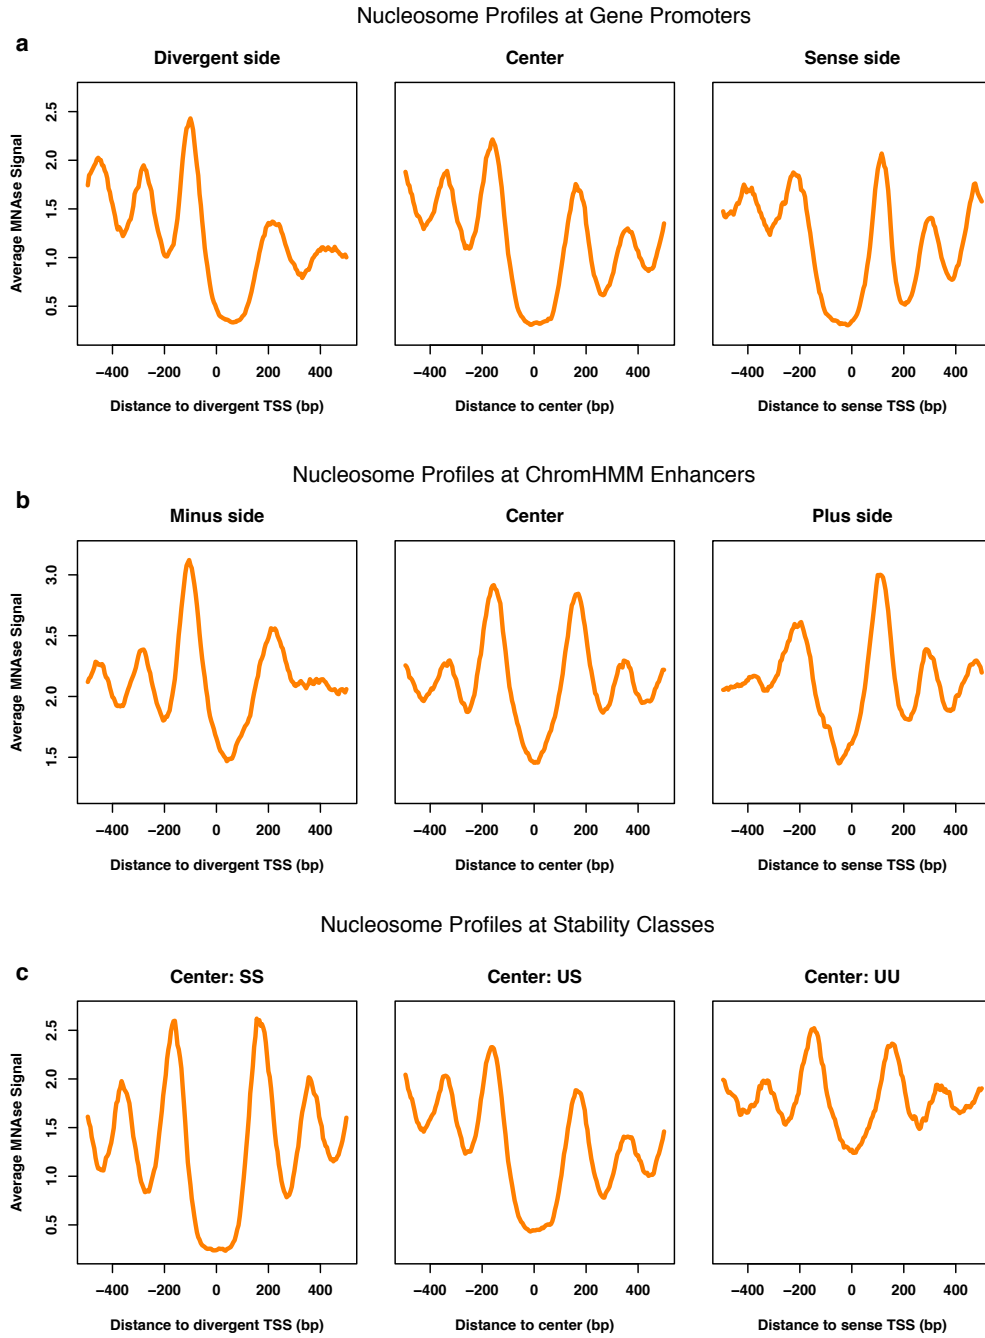 Nucleosome Profiles at Gene Promoters
a
Divergent side
Center
Sense side
Average MNAse Signal
0.5 1.0 1.5 2.0 2.5
−400 −200 0 200 400
−400 −200 0 200 400
−400 −200 0 200 400
Distance to divergent TSS (bp)
Distance to center (bp)
Distance to sense TSS (bp)
Nucleosome Profiles at ChromHMM Enhancers
b
Minus side
Center
Plus side
Average MNAse Signal
1.5 2.0 2.5 3.0
−400 −200 0 200 400
−400 −200 0 200 400
−400 −200 0 200 400
Distance to divergent TSS (bp)
Distance to center (bp)
Distance to sense TSS (bp)
Nucleosome Profiles at Stability Classes
c
Center: SS
Center: US
Center: UU
Average MNAse Signal
0.5 1.0 1.5 2.0 2.5
−400 −200 0 200 400
−400 −200 0 200 400
−400 −200 0 200 400
Distance to divergent TSS (bp)
Distance to center (bp)
Distance to sense TSS (bp)